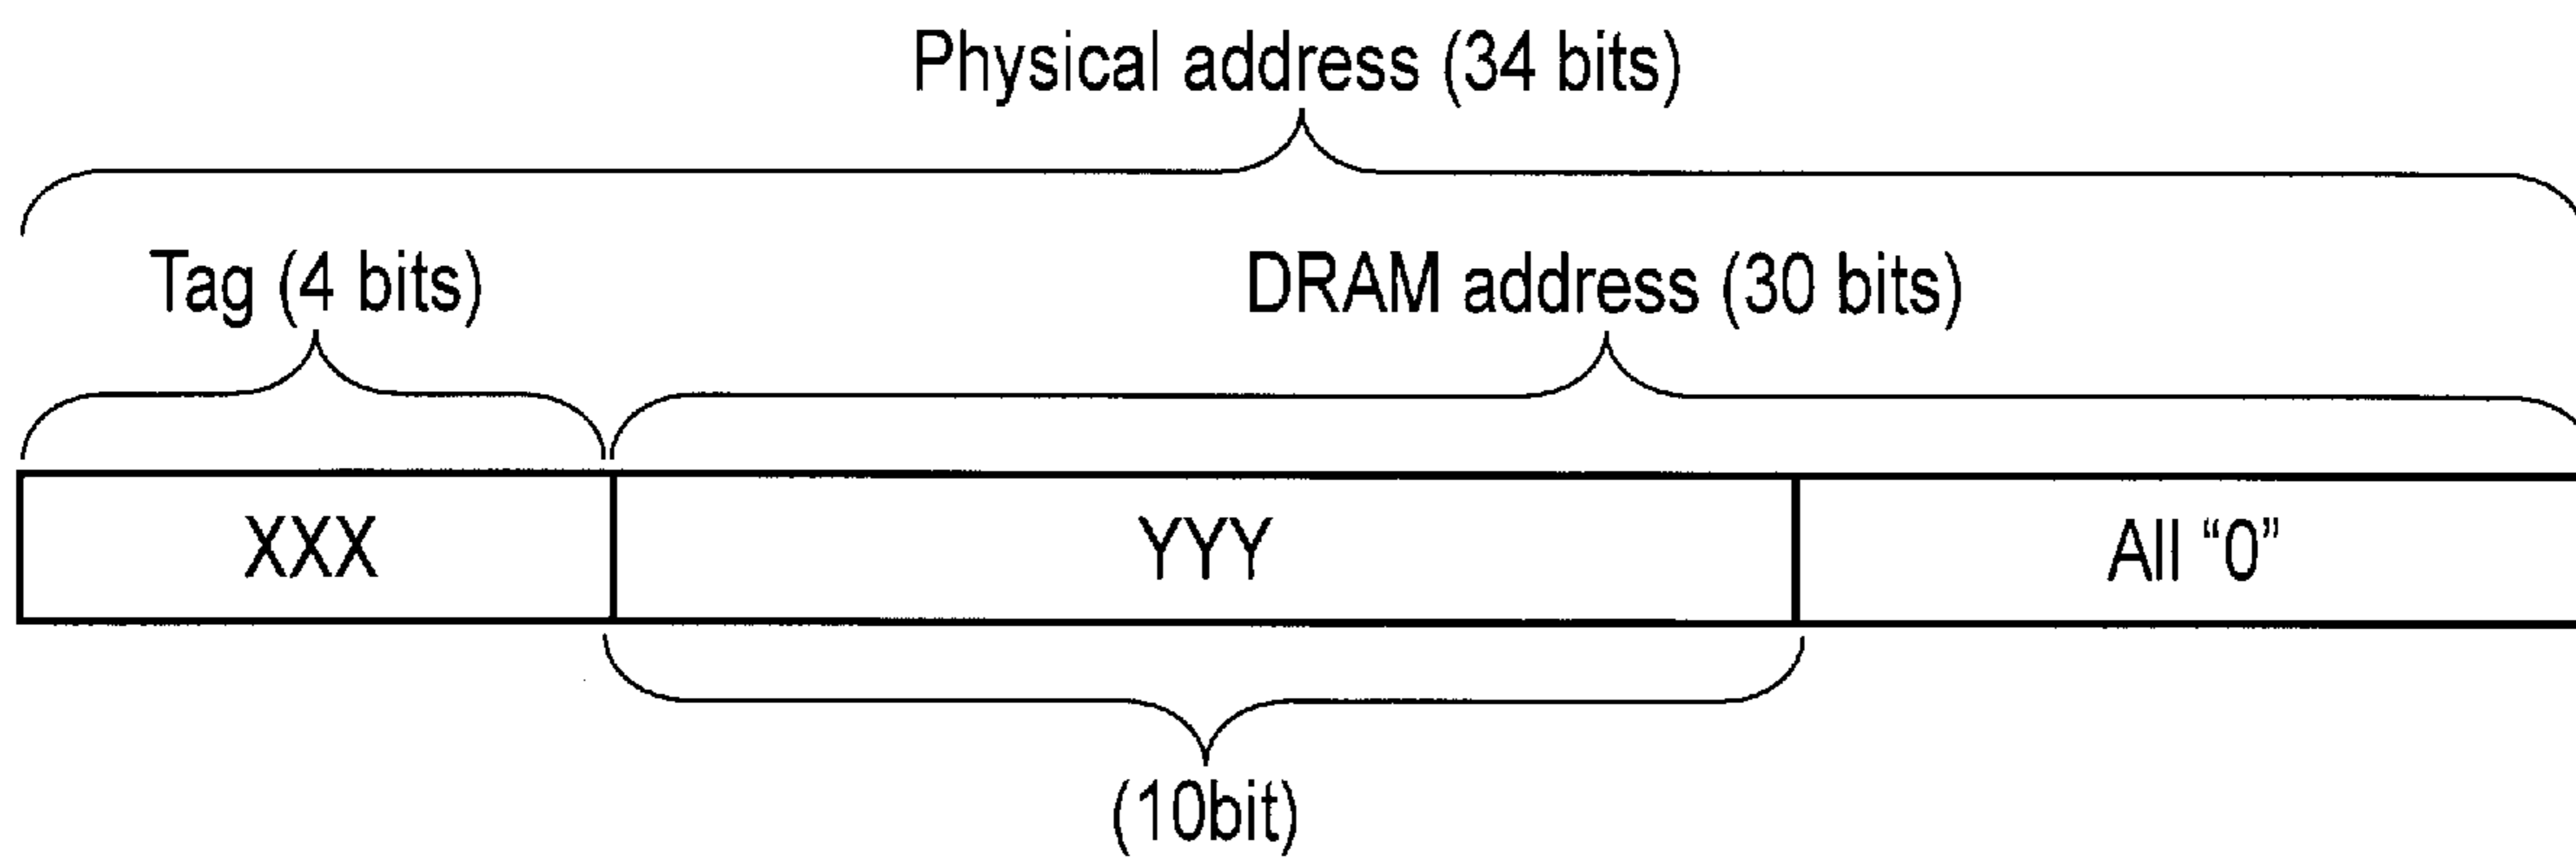 Physical address (34 bits)
Tag (4 bits)
DRAM address (30 bits)
XXX
YYY
All “0”
(10bit)